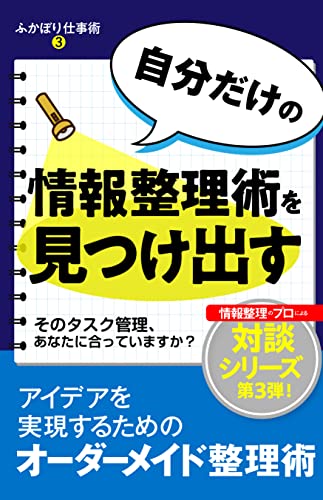 ふかぼり仕事術
3
自分だけの
情報整理術を
見つけ出す
そのタスク管理、
あなたに合っていますか?
情報整理のプロによる
対談
シリーズ
第3弾!
アイデアを
実現するための
オーダーメイド整理術